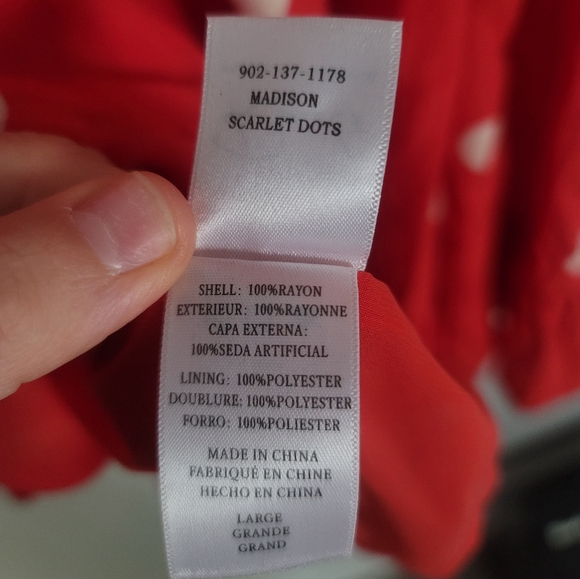 902-137-1178
MADISON
SCARLET DOTS
SHELL: 100%RAYON
EXTERIEUR: 100%RAYONNE
CAPA EXTERNA:
100%SEDA ARTIFICIAL
LINING: 100%POLYESTER
DOUBLURE: 100%POLYESTER
FORRO: 100%POLIESTER
MADE IN CHINA
FABRIQUÉ EN CHINE
HECHO EN CHINA
LARGE
GRANDE
GRAND